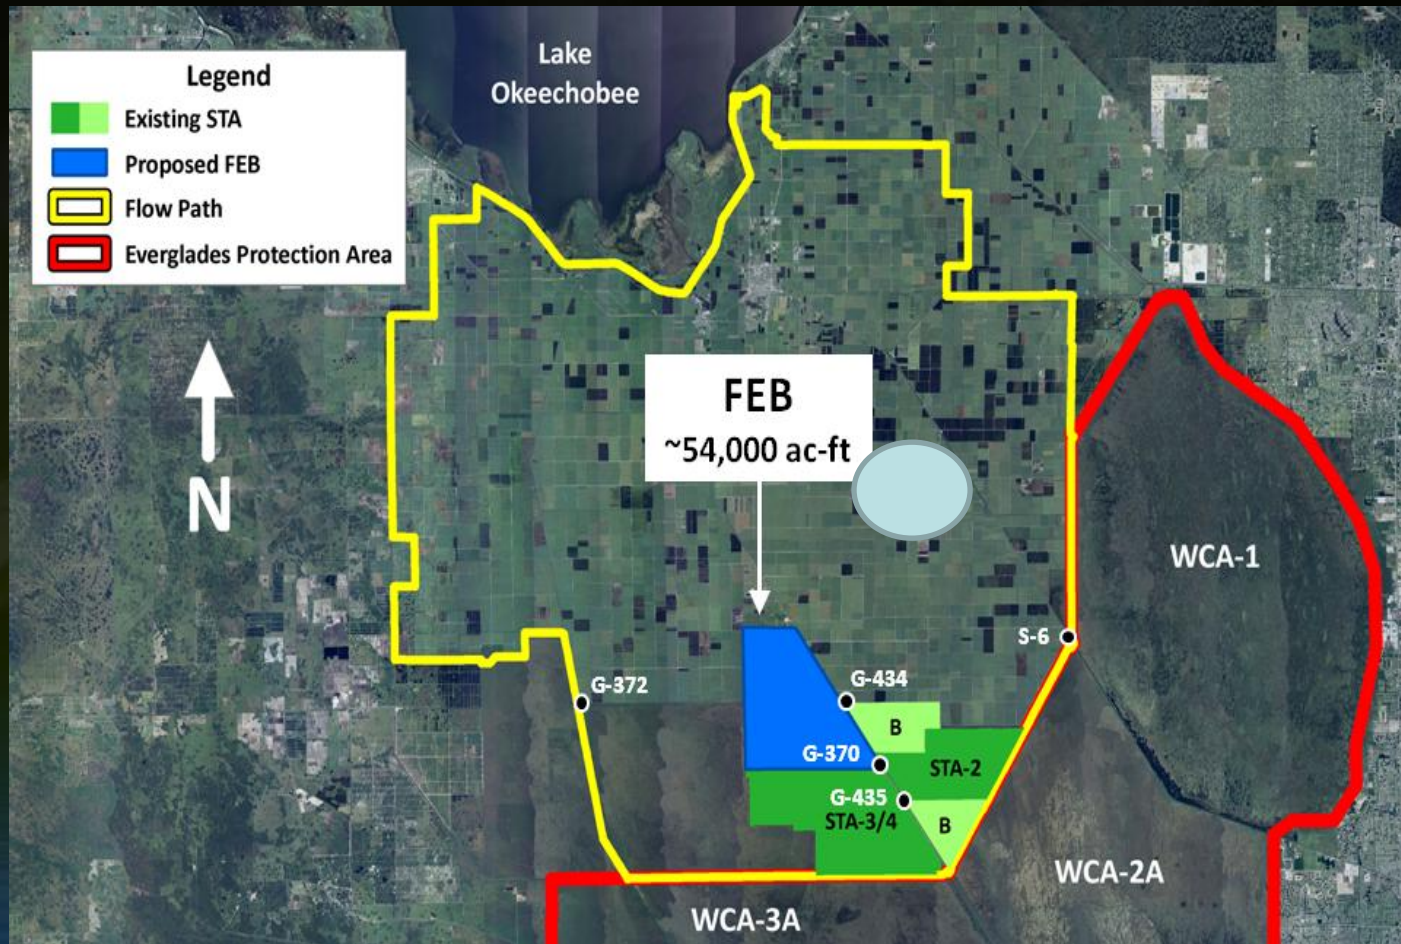 Legend
Existing STA
Proposed FEB
Flow Path
Everglades Protection Area
Lake
Okeechobee
N
FEB
~54,000 ac-ft
WCA-1
S-6
G-372
G-434
B
G-370
STA-2
G-435
STA-3/4
B
WCA-2A
WCA-3A